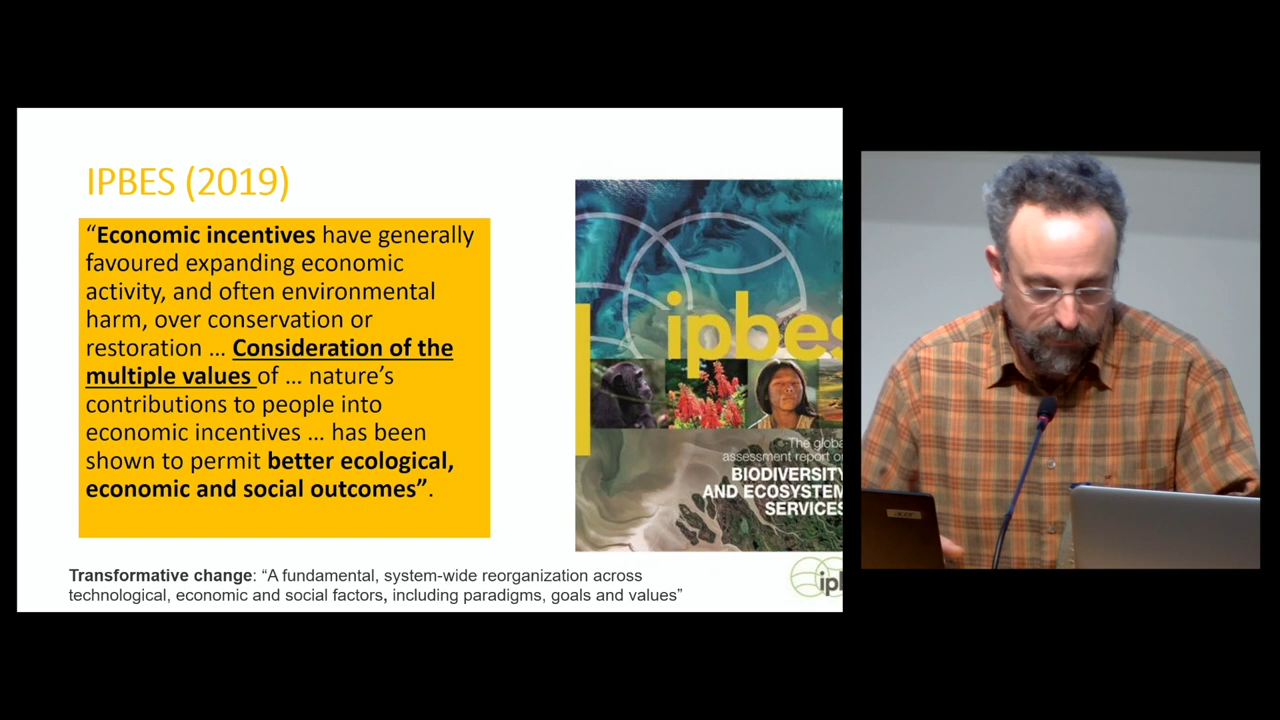 IPBES (2019)
“Economic incentives have generally
favoured expanding economic
activity, and often environmental
harm, over conservation or
restoration … Consideration of the
multiple values of … nature’s
contributions to people into
economic incentives … has been
shown to permit better ecological,
economic and social outcomes”.
ipbes
The globa
assessment report o
BIODIVERSITY
AND ECOSYSTEM
SERVICES
Transformative change: “A fundamental, system-wide reorganization across
technological, economic and social factors, including paradigms, goals and values”
ipb
acer